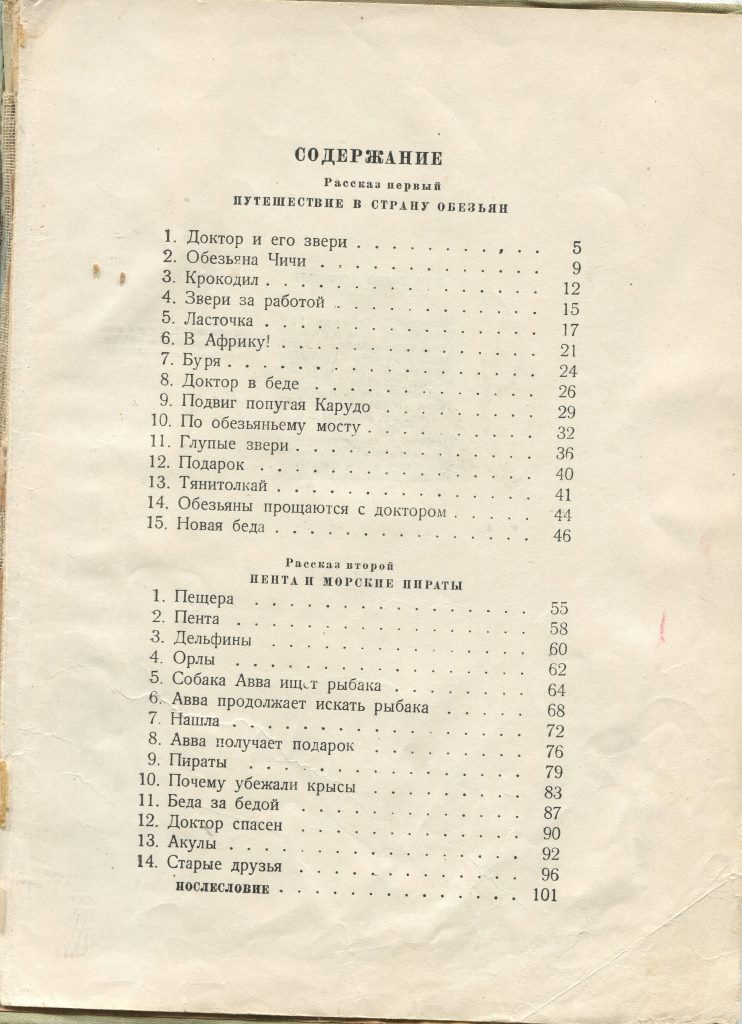 СОДЕРЖАНИЕ
Рассказ первый
ПУТЕШЕСТВИЕ В СТРАНУ ОБЕЗЬЯН
1. Доктор и его звери . . . . . . . . . . 5
2. Обезьяна Чичи . . . . . . . . . . . 9
3. Крокодил . . . . . . . . . . . . . . 12
4. Звери за работой . . . . . . . . . . . 15
5. Ласточка . . . . . . . . . . . . . . 17
6. В Африку! . . . . . . . . . . . . . 21
7. Буря . . . . . . . . . . . . . . . . 24
8. Доктор в беде . . . . . . . . . . . . 26
9. Подвиг попугая Карудо . . . . . . . . 29
10. По обезьяньему мосту . . . . . . . . . 32
11. Глупые звери . . . . . . . . . . . . . 36
12. Подарок . . . . . . . . . . . . . . 40
13. Тянитолкай . . . . . . . . . . . . . 41
14. Обезьяны прощаются с доктором . . . . . 44
15. Новая беда . . . . . . . . . . . . . . 46
Рассказ второй
ПЕНТА И МОРСКИЕ ПИРАТЫ
1. Пещера . . . . . . . . . . . . . . . 55
2. Пента . . . . . . . . . . . . . . . 58
3. Дельфины . . . . . . . . . . . . . . 60
4. Орлы . . . . . . . . . . . . . . . . 62
5. Собака Авва ищет рыбака . . . . . . . . 64
6. Авва продолжает искать рыбака . . . . . 68
7. Нашла . . . . . . . . . . . . . . . . 72
8. Авва получает подарок . . . . . . . . . 76
9. Пираты . . . . . . . . . . . . . . . 79
10. Почему убежали крысы . . . . . . . . . 83
11. Беда за бедой . . . . . . . . . . . . 87
12. Доктор спасен . . . . . . . . . . . . 90
13. Акулы . . . . . . . . . . . . . . . . 92
14. Старые друзья . . . . . . . . . . . . 96
ПОСЛЕСЛОВИЕ . . . . . . . . . . . . . 101